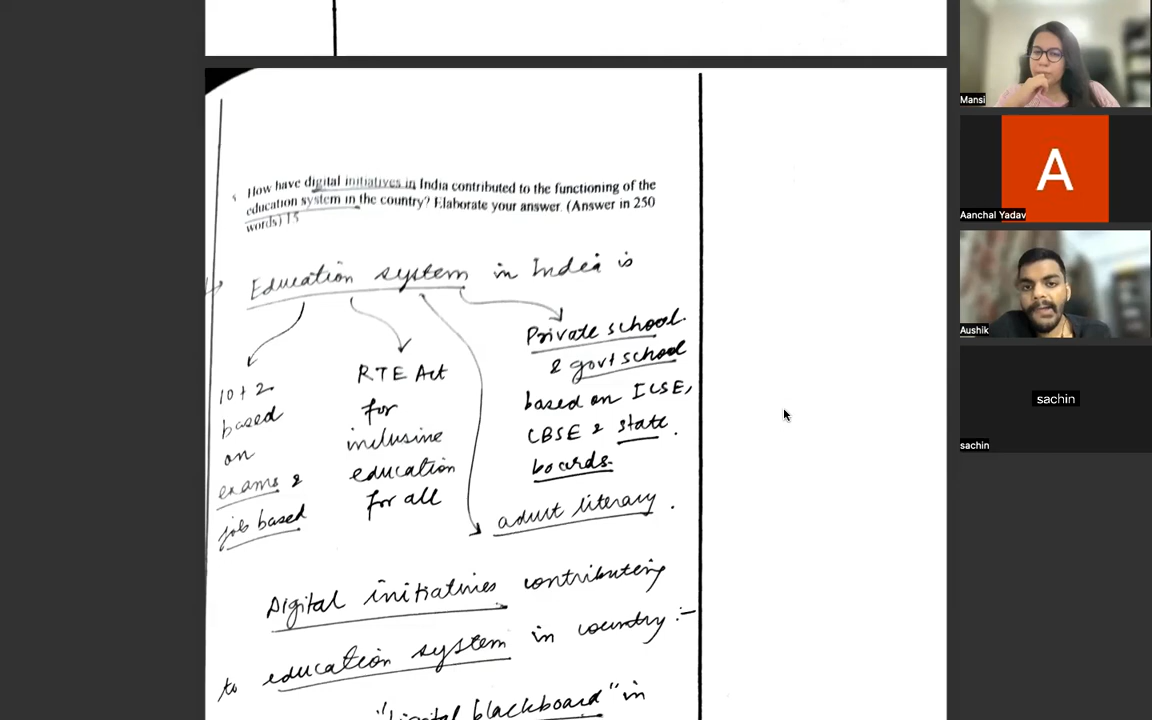 How have digital initiatives in India contributed to the functioning of the
education system in the country? Elaborate your answer. (Answer in 250
words) 15
Education system in India is
10+2
based
on
exams &
job based
RTE Act
for
inclusive
education
for all
Private school
& govt school
based on ICSE,
CBSE & state
boards.
adult literary.
Digital initiatives contributing
to education system in country :-
"Digital blackboard" in
Mansi
A
Aanchal Yadav
Aushik
sachin
sachin